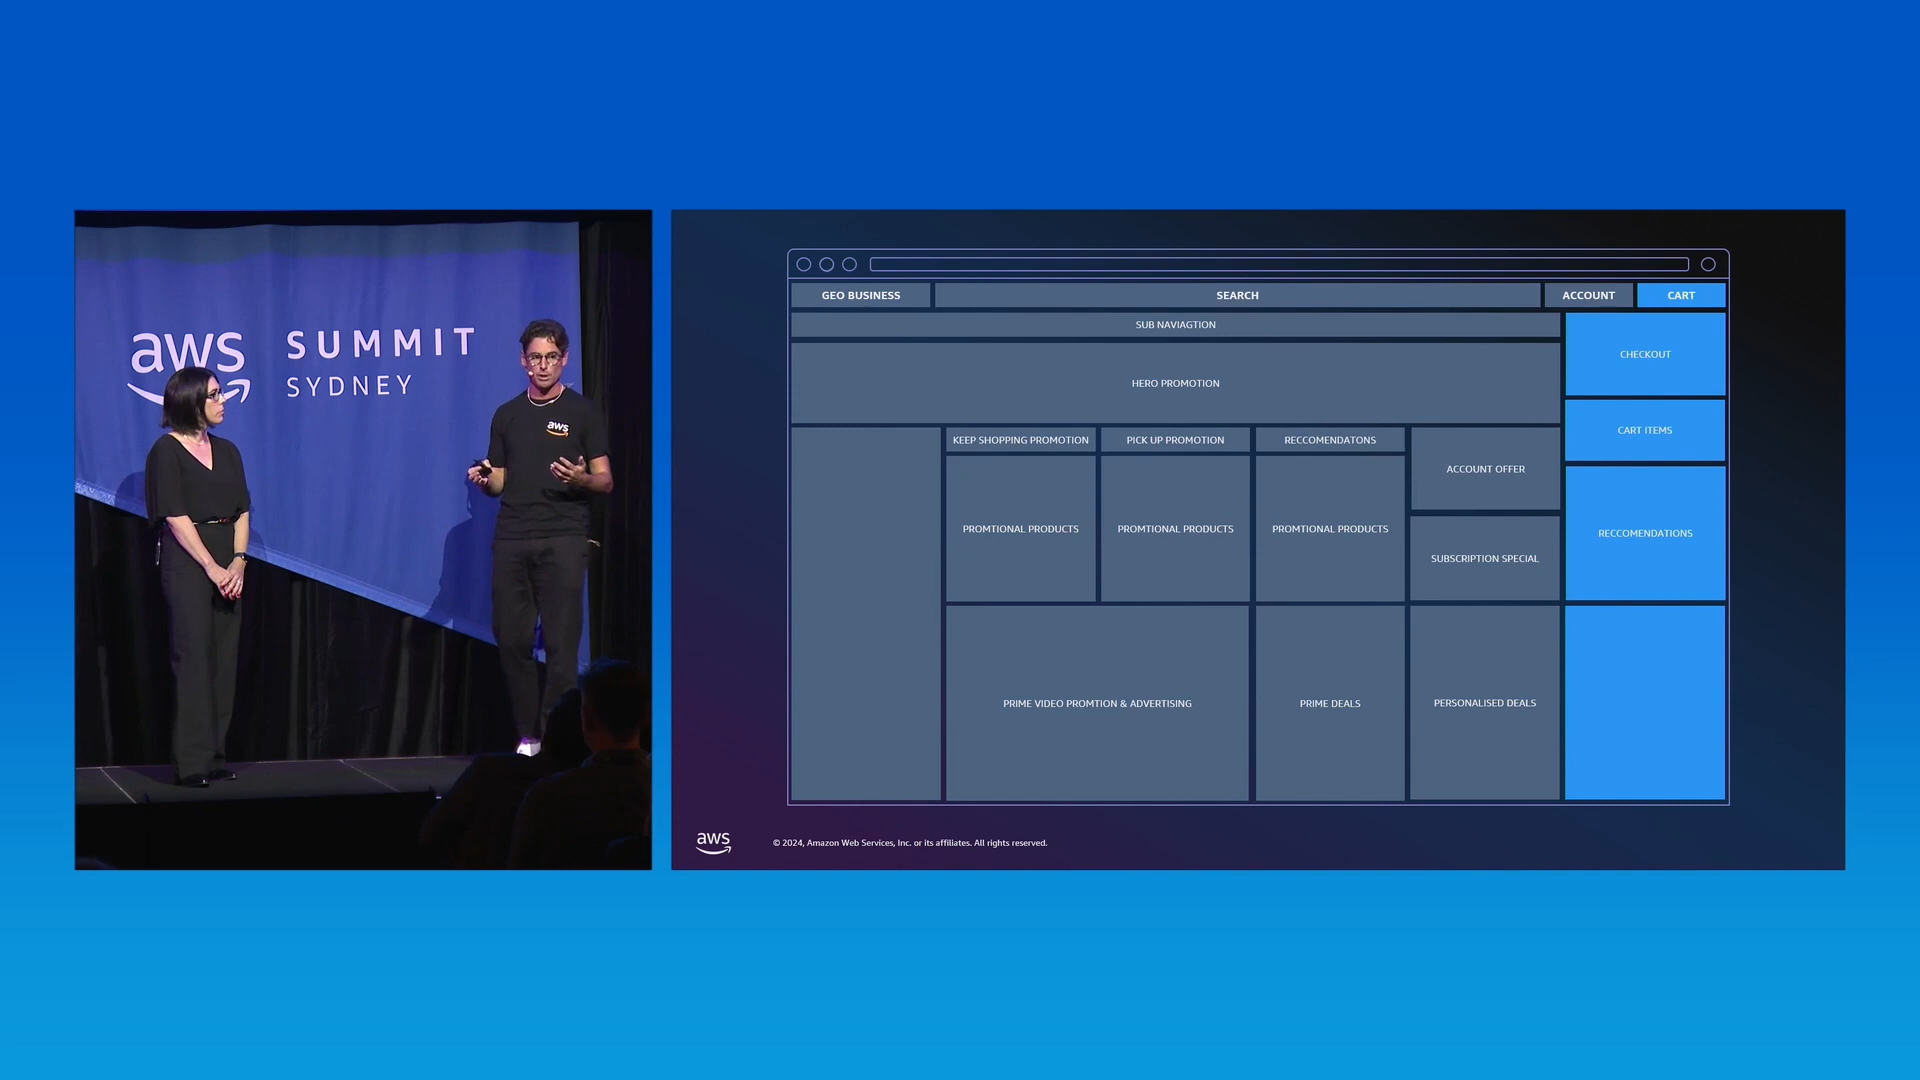 aws
SUMMIT
SYDNEY
aws
GEO BUSINESS
SEARCH
ACCOUNT
CART
SUB NAVIAGTION
CHECKOUT
HERO PROMOTION
CART ITEMS
KEEP SHOPPING PROMOTION
PICK UP PROMOTION
RECCOMENDATONS
ACCOUNT OFFER
PROMTIONAL PRODUCTS
PROMTIONAL PRODUCTS
PROMTIONAL PRODUCTS
RECCOMENDATIONS
SUBSCRIPTION SPECIAL
PRIME VIDEO PROMTION & ADVERTISING
PRIME DEALS
PERSONALISED DEALS
aws
© 2024, Amazon Web Services, Inc. or its affiliates. All rights reserved.